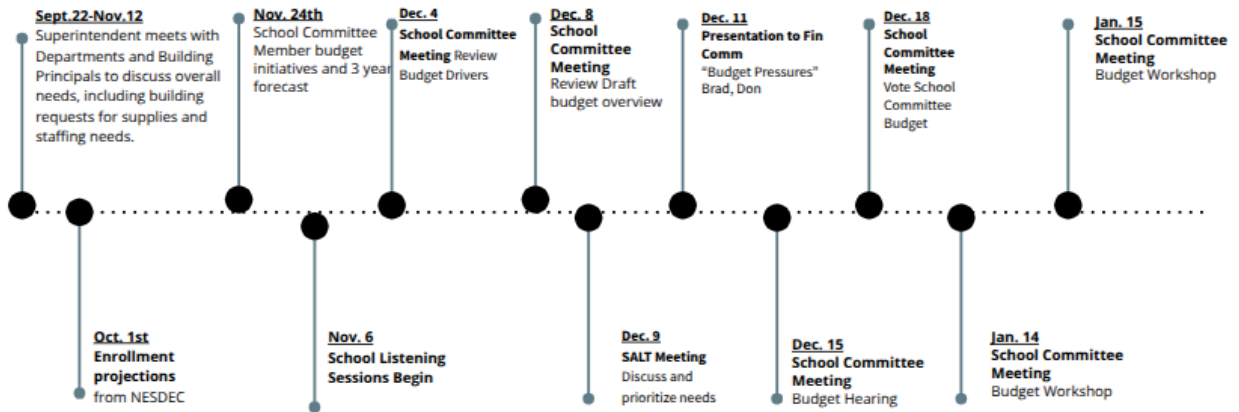 Sept.22-Nov.12
Superintendent meets with
Departments and Building
Principals to discuss overall
needs, including building
requests for supplies and
staffing needs.
Nov. 24th
School Committee
Member budget
initiatives and 3 year
forecast
Dec. 4
School Committee
Meeting Review
Budget Drivers
Dec. 8
School
Committee
Meeting
Review Draft
budget overview
Dec. 11
Presentation to Fin
Comm
"Budget Pressures"
Brad, Don
Dec. 18
School
Committee
Meeting
Vote School
Committee
Budget
Jan. 15
School Committee
Meeting
Budget Workshop
Oct. 1st
Enrollment
projections
from NESDEC
Nov. 6
School Listening
Sessions Begin
Dec. 9
SALT Meeting
Discuss and
prioritize needs
Dec. 15
School Committee
Meeting
Budget Hearing
Jan. 14
School Committee
Meeting
Budget Workshop